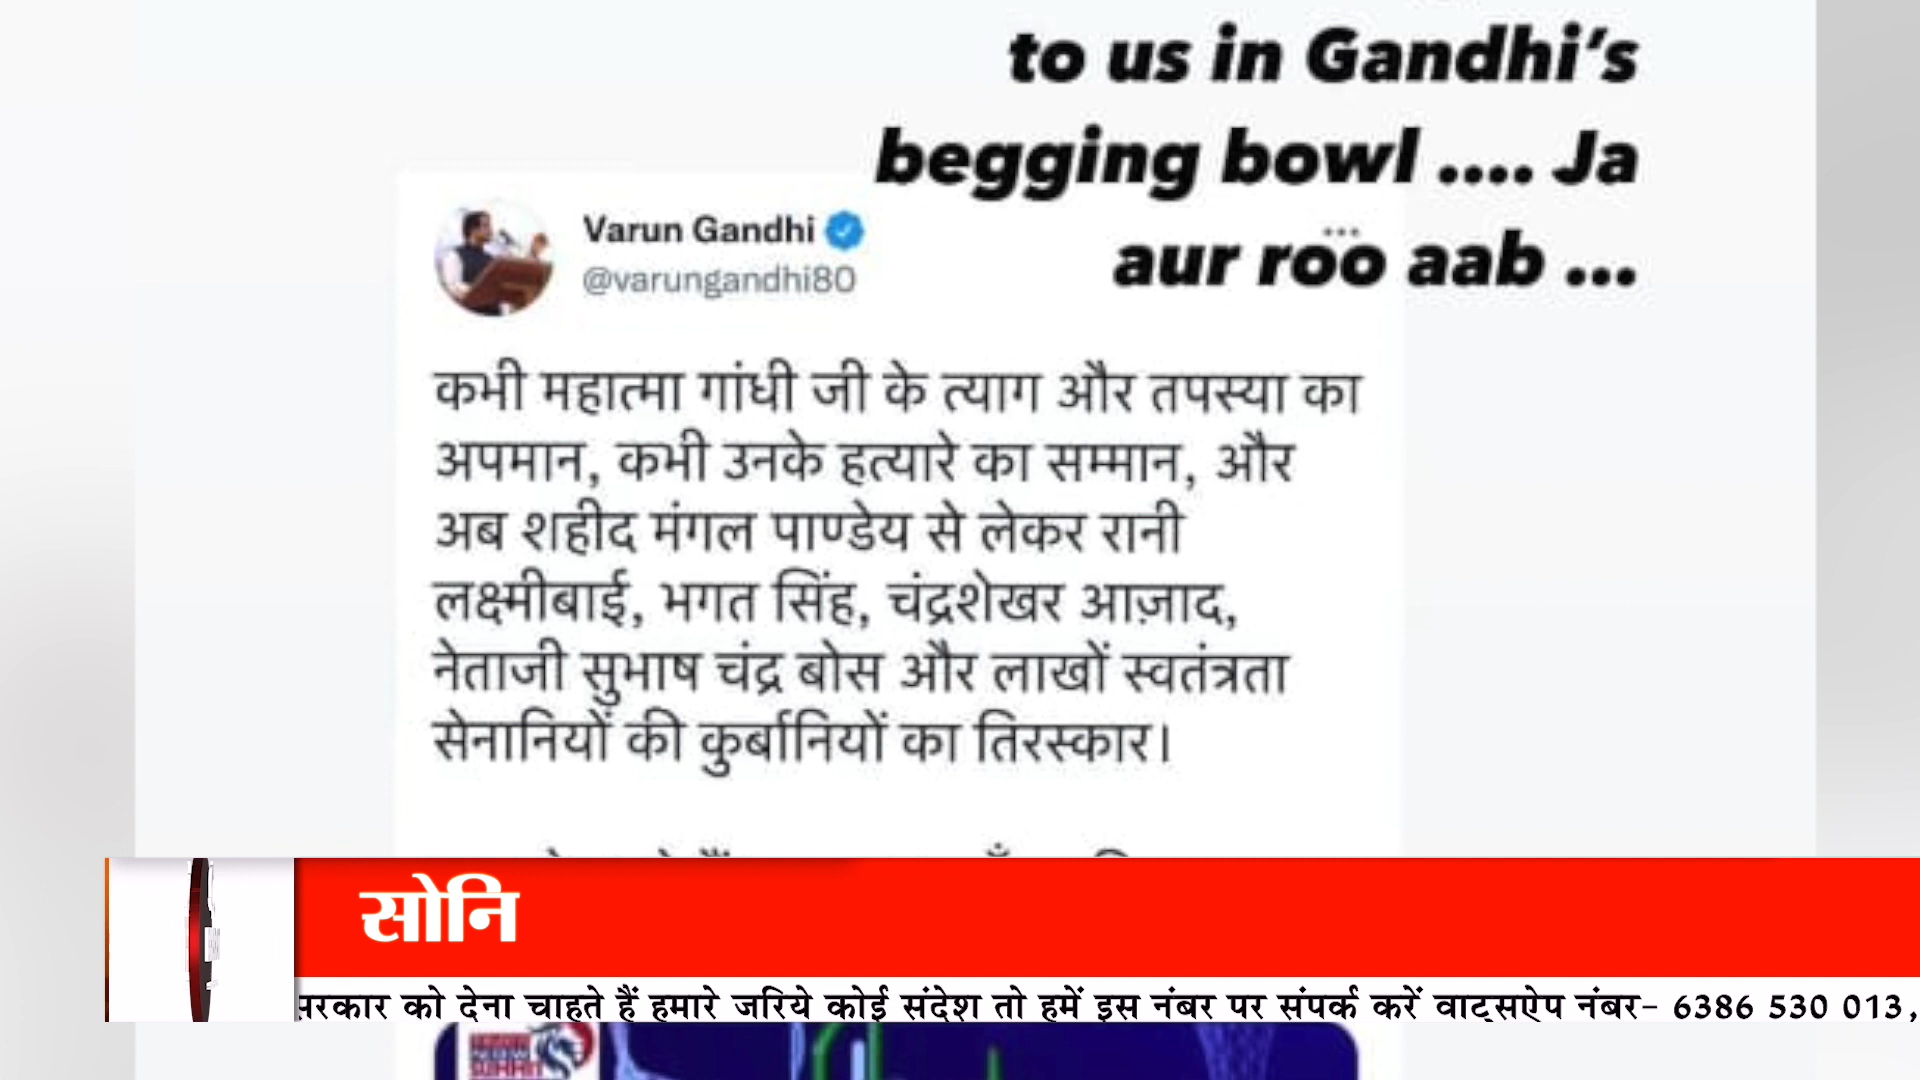 to us in Gandhi's
begging bowl .... Ja
aur roo aab ...
Varun Gandhi
@varungandhi80
कभी महात्मा गांधी जी के त्याग और तपस्या का
अपमान, कभी उनके हत्यारे का सम्मान, और
अब शहीद मंगल पाण्डेय से लेकर रानी
लक्ष्मीबाई, भगत सिंह, चंद्रशेखर आज़ाद,
नेताजी सुभाष चंद्र बोस और लाखों स्वतंत्रता
सेनानियों की कुर्बानियों का तिरस्कार।
सोनि
सरकार को देना चाहते हैं हमारे जरिये कोई संदेश तो हमें इस नंबर पर संपर्क करें वाट्सऐप नंबर- 6386 530 013,